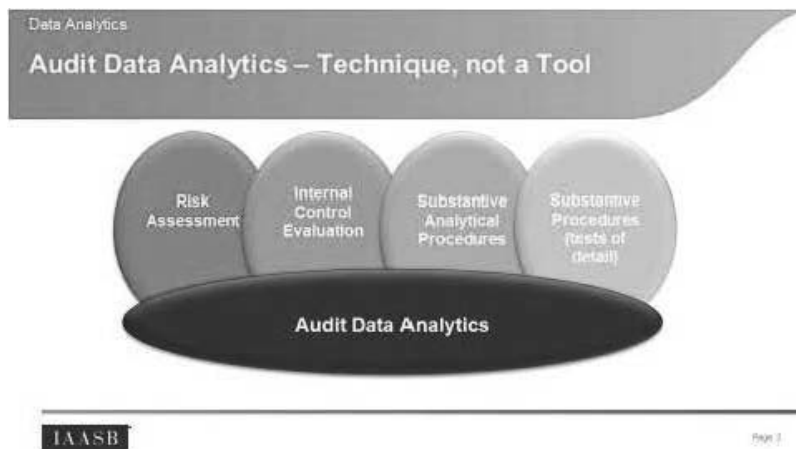 Data Analytics
Audit Data Analytics – Technique, not a Tool
Risk
Assessment
Internal
Control
Evaluation
Substantive
Analytical
Procedures
Substantive
Procedures
(tests of
detail)
Audit Data Analytics
IAASB
Page